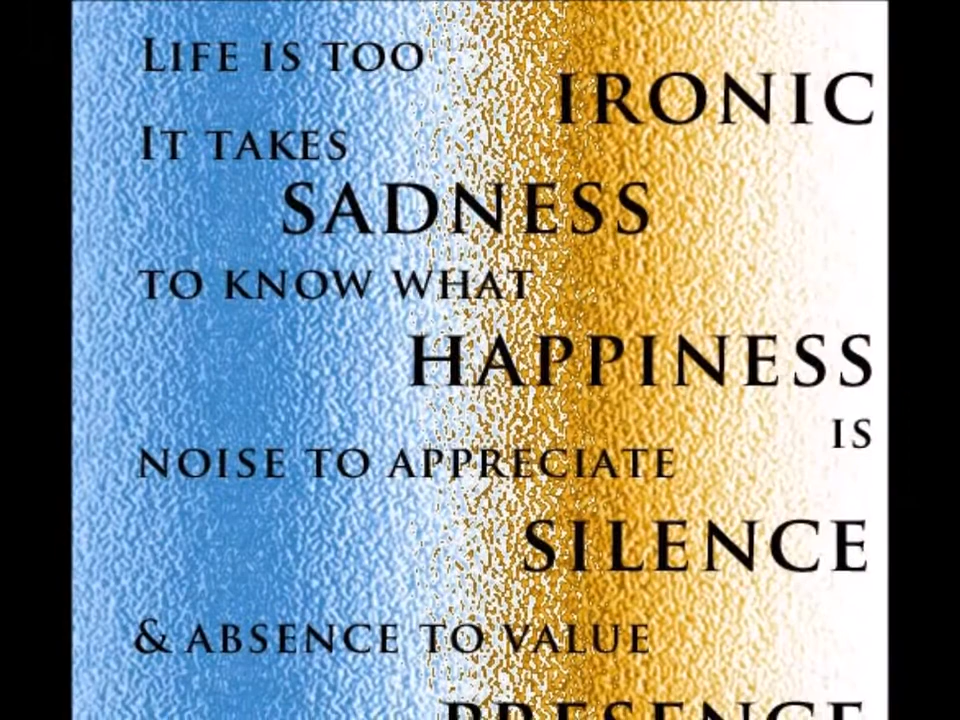 Life is too
IRONIC
It takes
SADNESS
to know what
HAPPINESS
is
noise to appreciate
SILENCE
& absence to value
PRESENCE